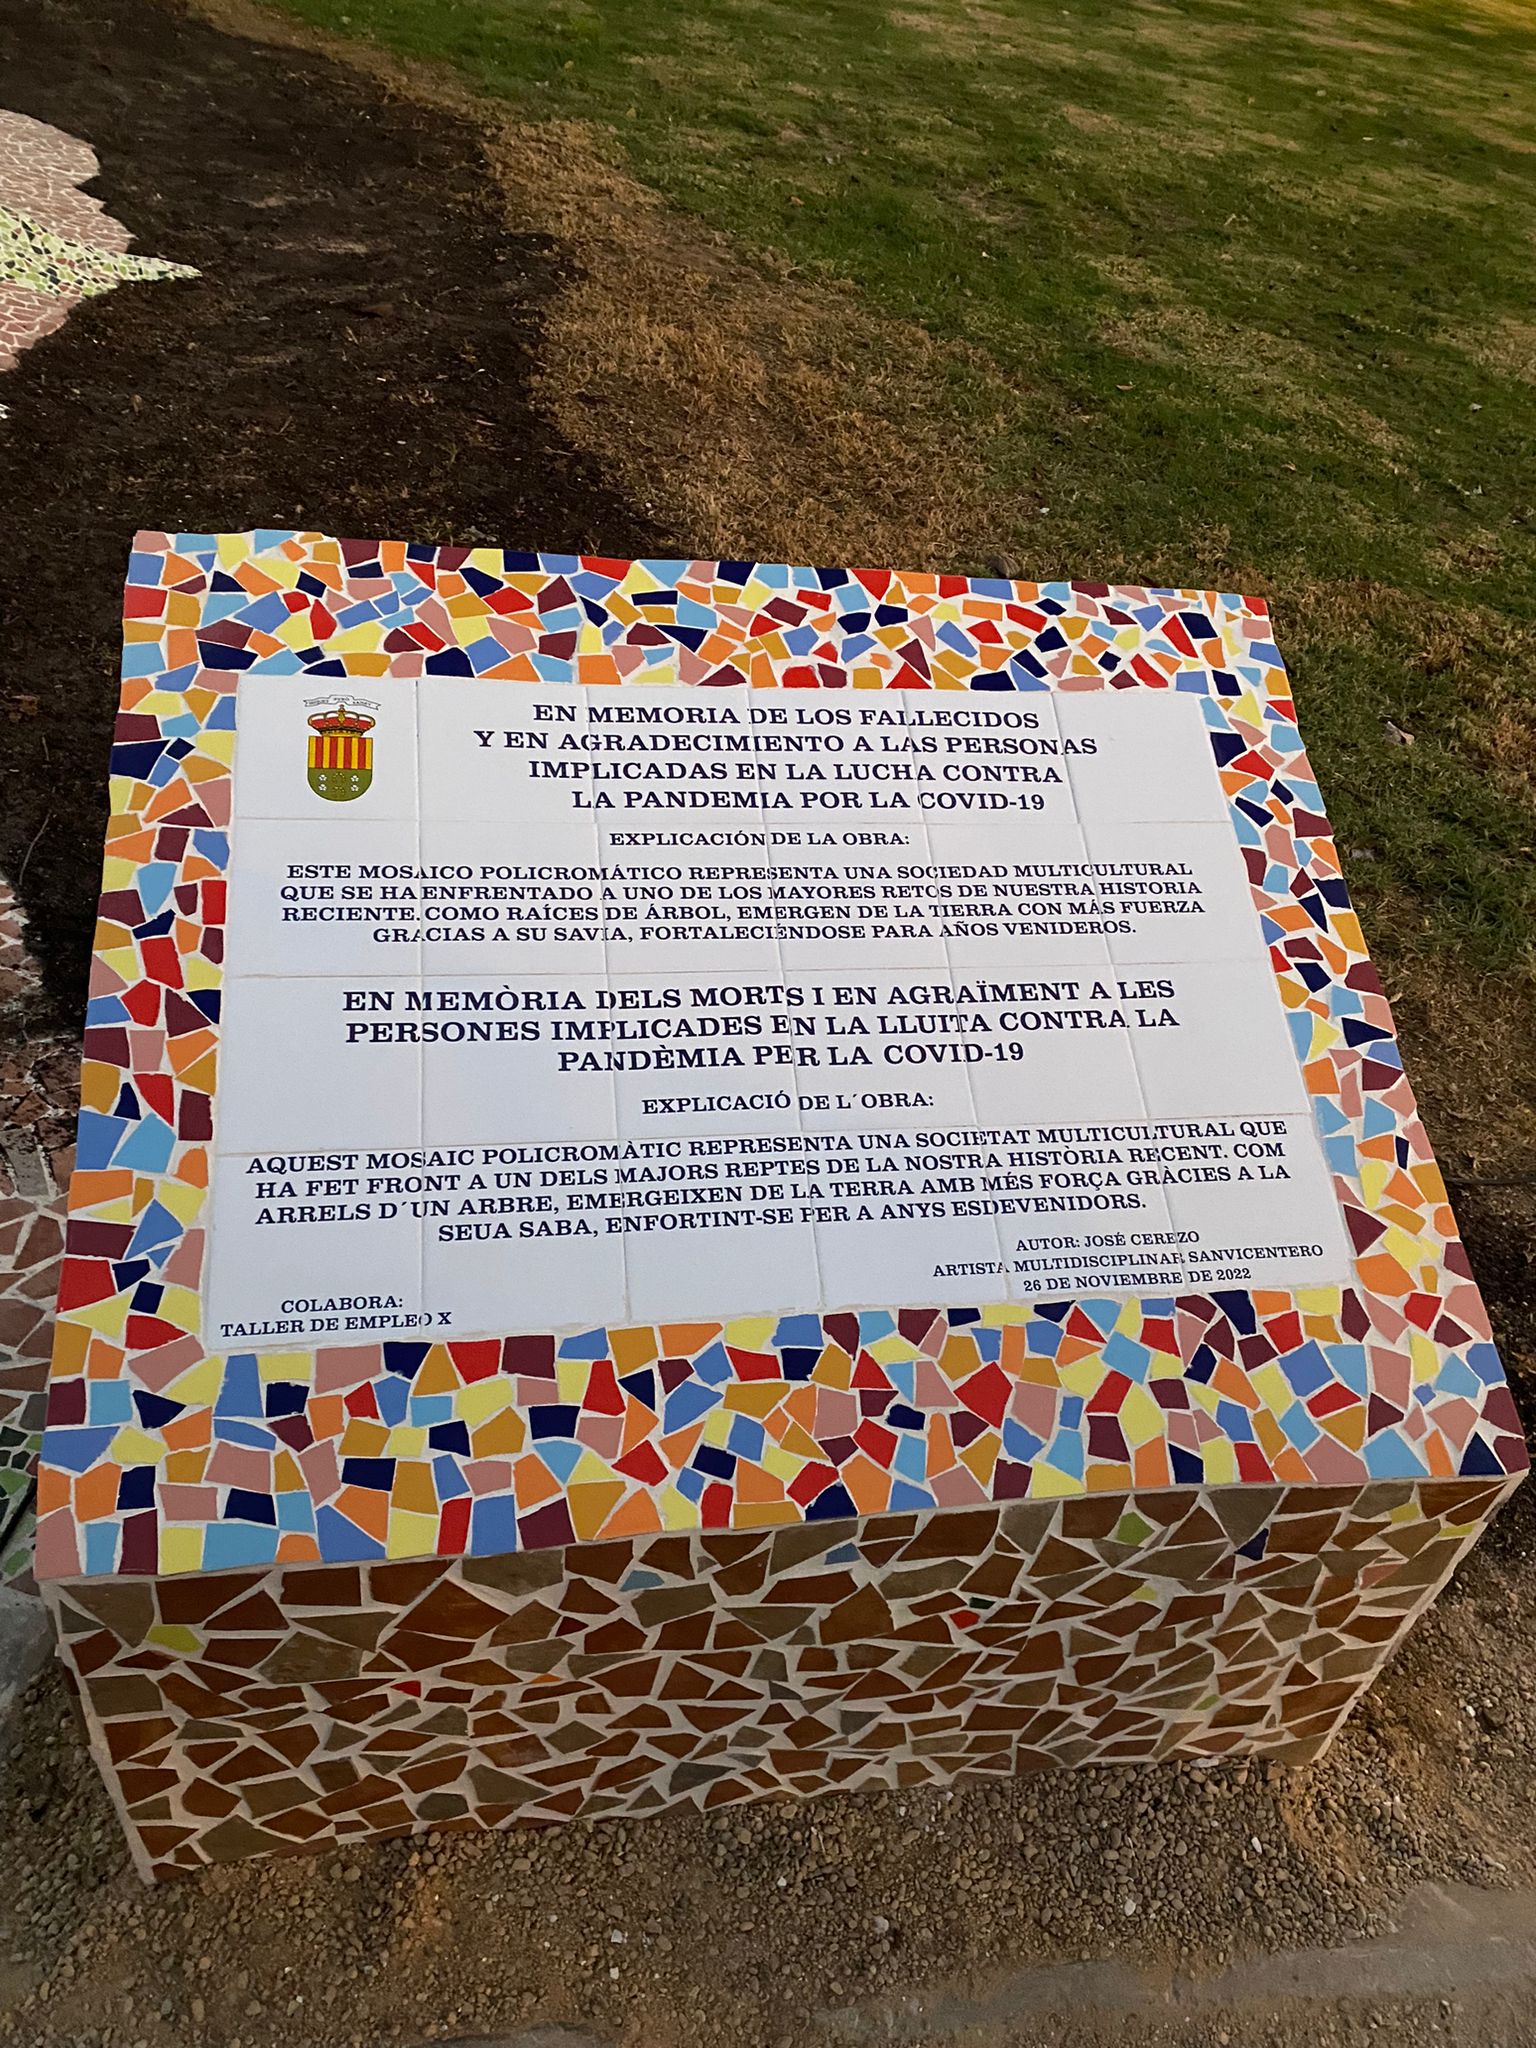 EN MEMORIA DE LOS FALLECIDOS
Y EN AGRADECIMIENTO A LAS PERSONAS
IMPLICADAS EN LA LUCHA CONTRA
LA PANDEMIA POR LA COVID-19
EXPLICACIÓN DE LA OBRA:
ESTE MOSAICO POLICROMÁTICO REPRESENTA UNA SOCIEDAD MULTICULTURAL
QUE SE HA ENFRENTADO A UNO DE LOS MAYORES RETOS DE NUESTRA HISTORIA
RECIENTE. COMO RAÍCES DE ÁRBOL, EMERGEN DE LA TIERRA CON MÁS FUERZA
GRACIAS A SU SAVIA, FORTALECIÉNDOSE PARA AÑOS VENIDEROS.
EN MEMÒRIA DELS MORTS I EN AGRAÏMENT A LES
PERSONES IMPLICADES EN LA LLUITA CONTRA LA
PANDÈMIA PER LA COVID-19
EXPLICACIÓ DE L´OBRA:
AQUEST MOSAIC POLICROMÀTIC REPRESENTA UNA SOCIETAT MULTICULTURAL QUE
HA FET FRONT A UN DELS MAJORS REPTES DE LA NOSTRA HISTÒRIA RECENT. COM
ARRELS D´UN ARBRE, EMERGEIXEN DE LA TERRA AMB MÉS FORÇA GRÀCIES A LA
SEUA SABA, ENFORTINT-SE PER A ANYS ESDEVENIDORS.
AUTOR: JOSÉ CEREZO
ARTISTA MULTIDISCIPLINAR SANVICENTERO
26 DE NOVIEMBRE DE 2022
COLABORA:
TALLER DE EMPLEO X